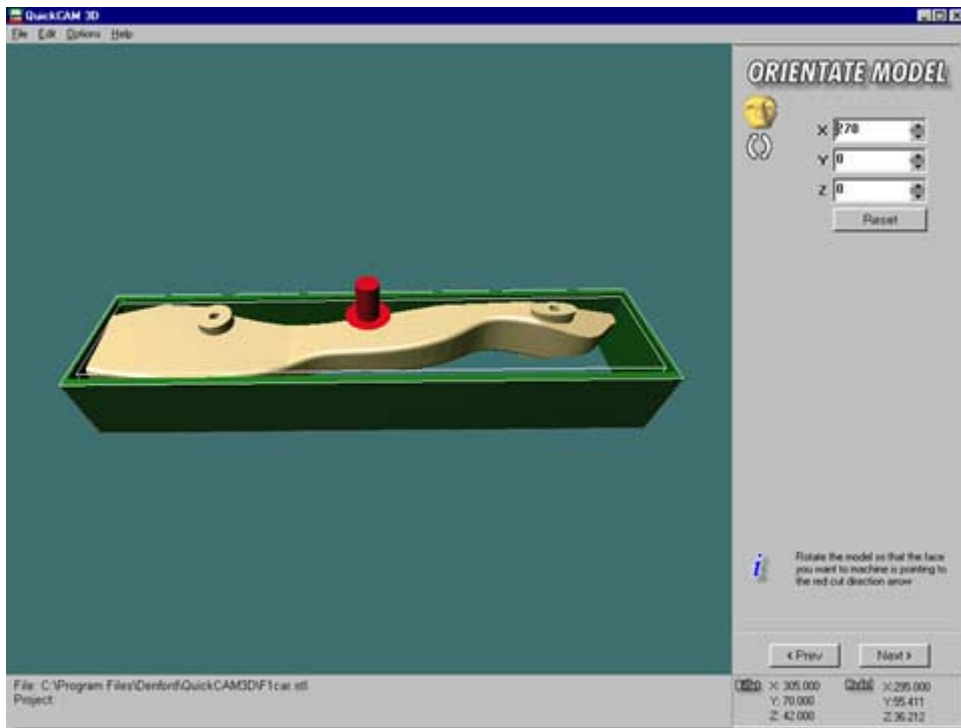 QuickCAM 3D
File Edit Options Help
ORIENTATE MODEL
X 270
Y 0
Z 0
Reset
i
Rotate the model so that the face
you want to machine is pointing to
the red cut direction arrow
< Prev Next >
File: C:\Program Files\Denford\QuickCAM3D\F1car.stl
Project:
X: 305.000 X:295.000
Y: 70.000 Y:55.411
Z: 42.000 Z:36.212